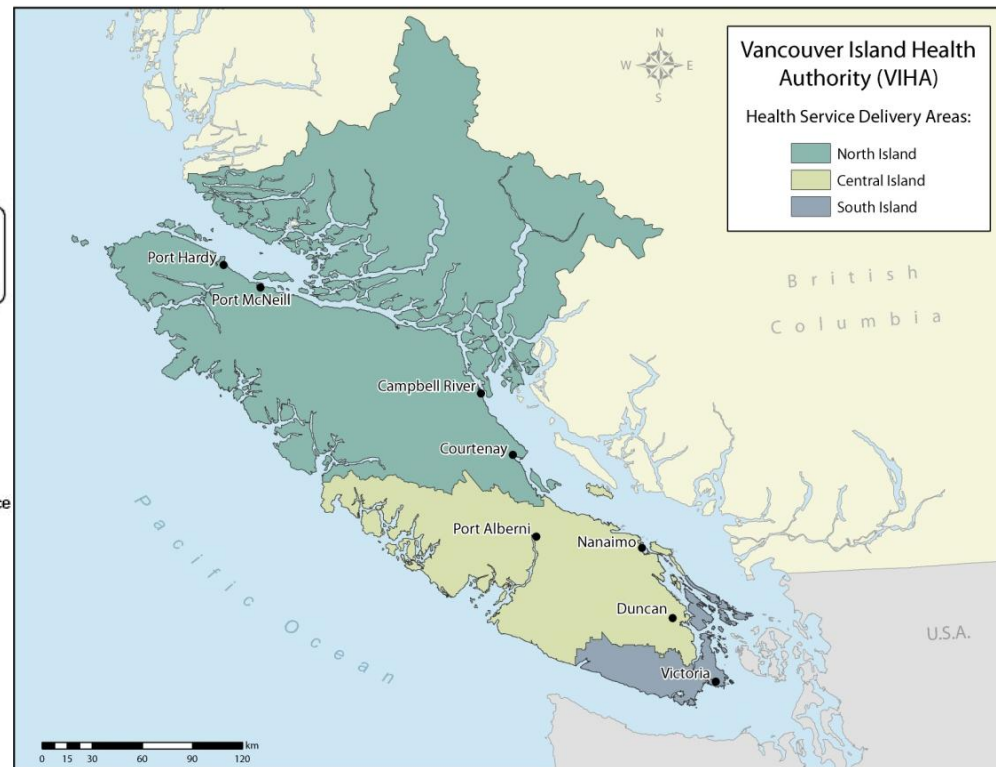 Vancouver Island Health
Authority (VIHA)
Health Service Delivery Areas:
North Island
Central Island
South Island
N
W E
S
British
Columbia
Port Hardy
Port McNeill
Campbell River
Courtenay
Port Alberni
Nanaimo
Duncan
Victoria
U.S.A.
Pacific Ocean
km
0 15 30 60 90 120